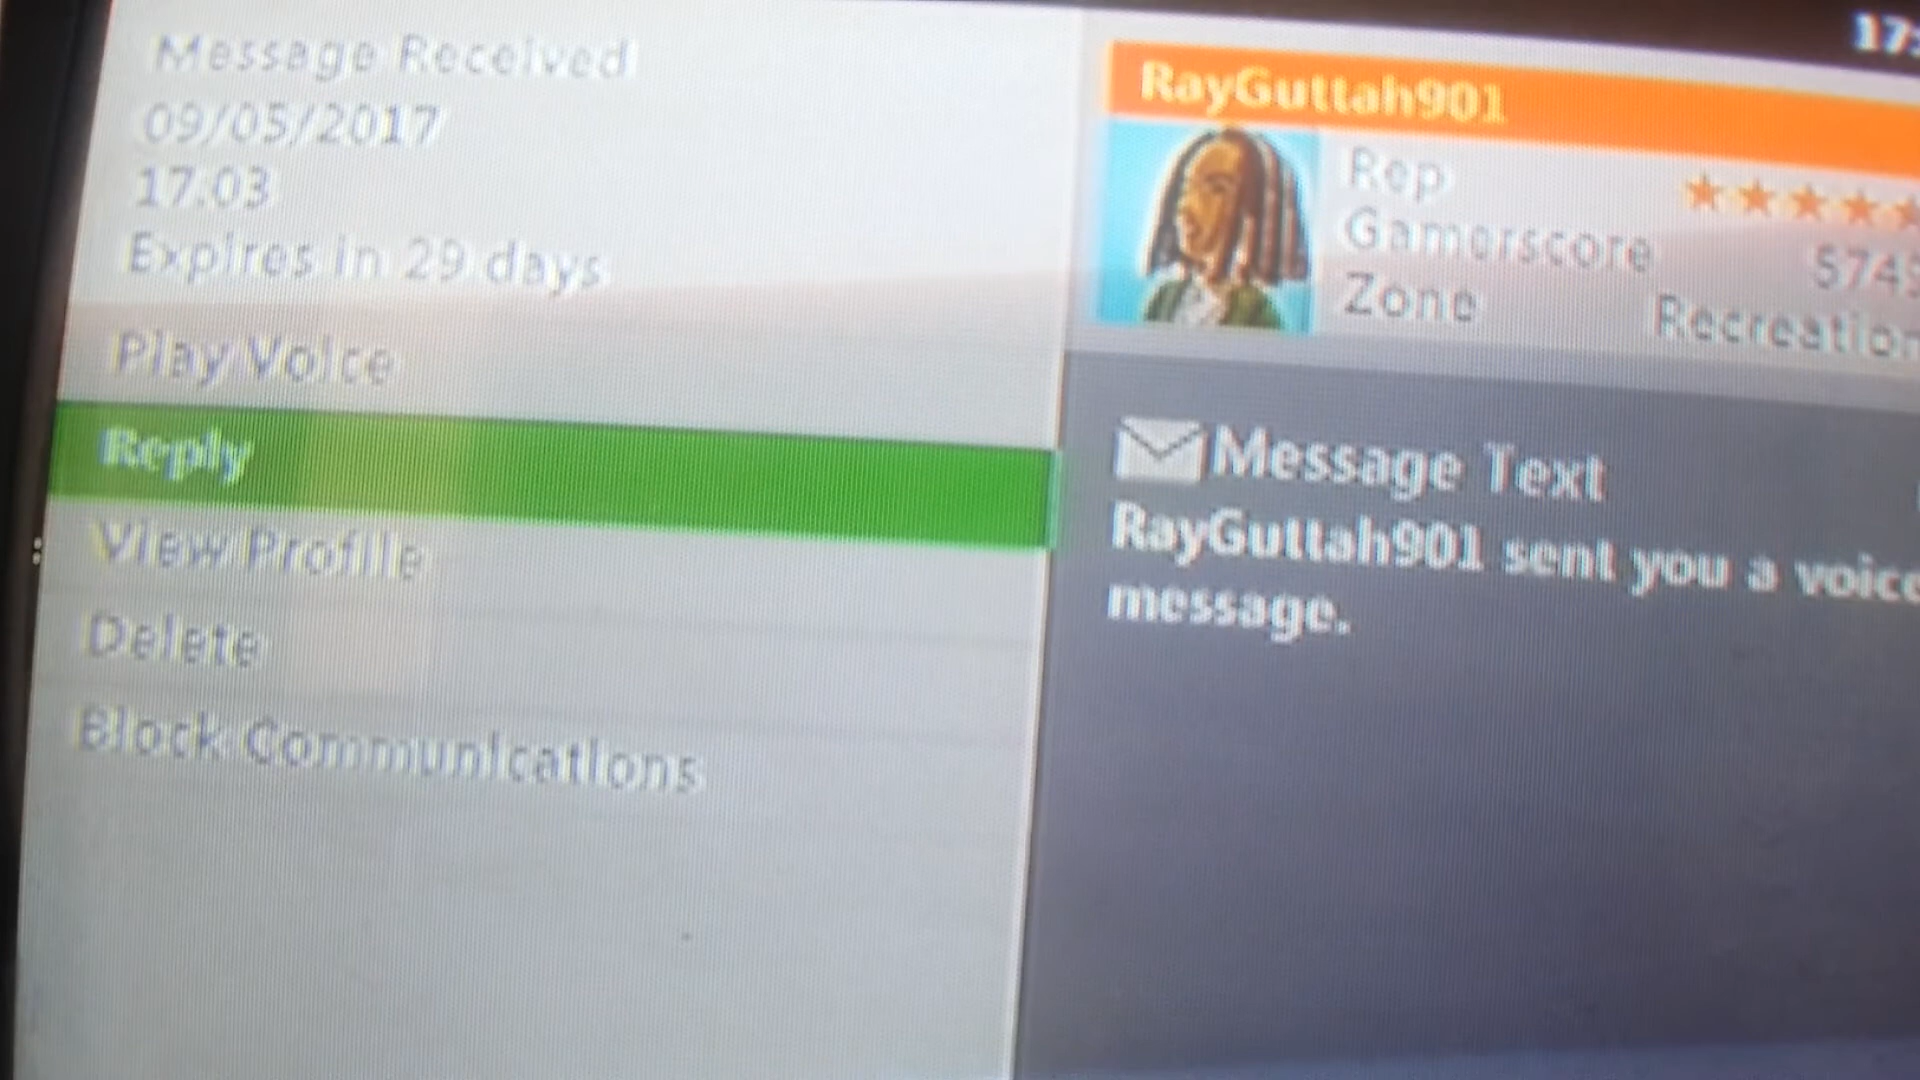 Message Received
09/05/2017
17:03
Expires in 29 days
Play Voice
Reply
View Profile
Delete
Block Communications
RayGuttah901
Rep
Gamerscore
Zone
Recreation
Message Text
RayGuttah901 sent you a voice
message.